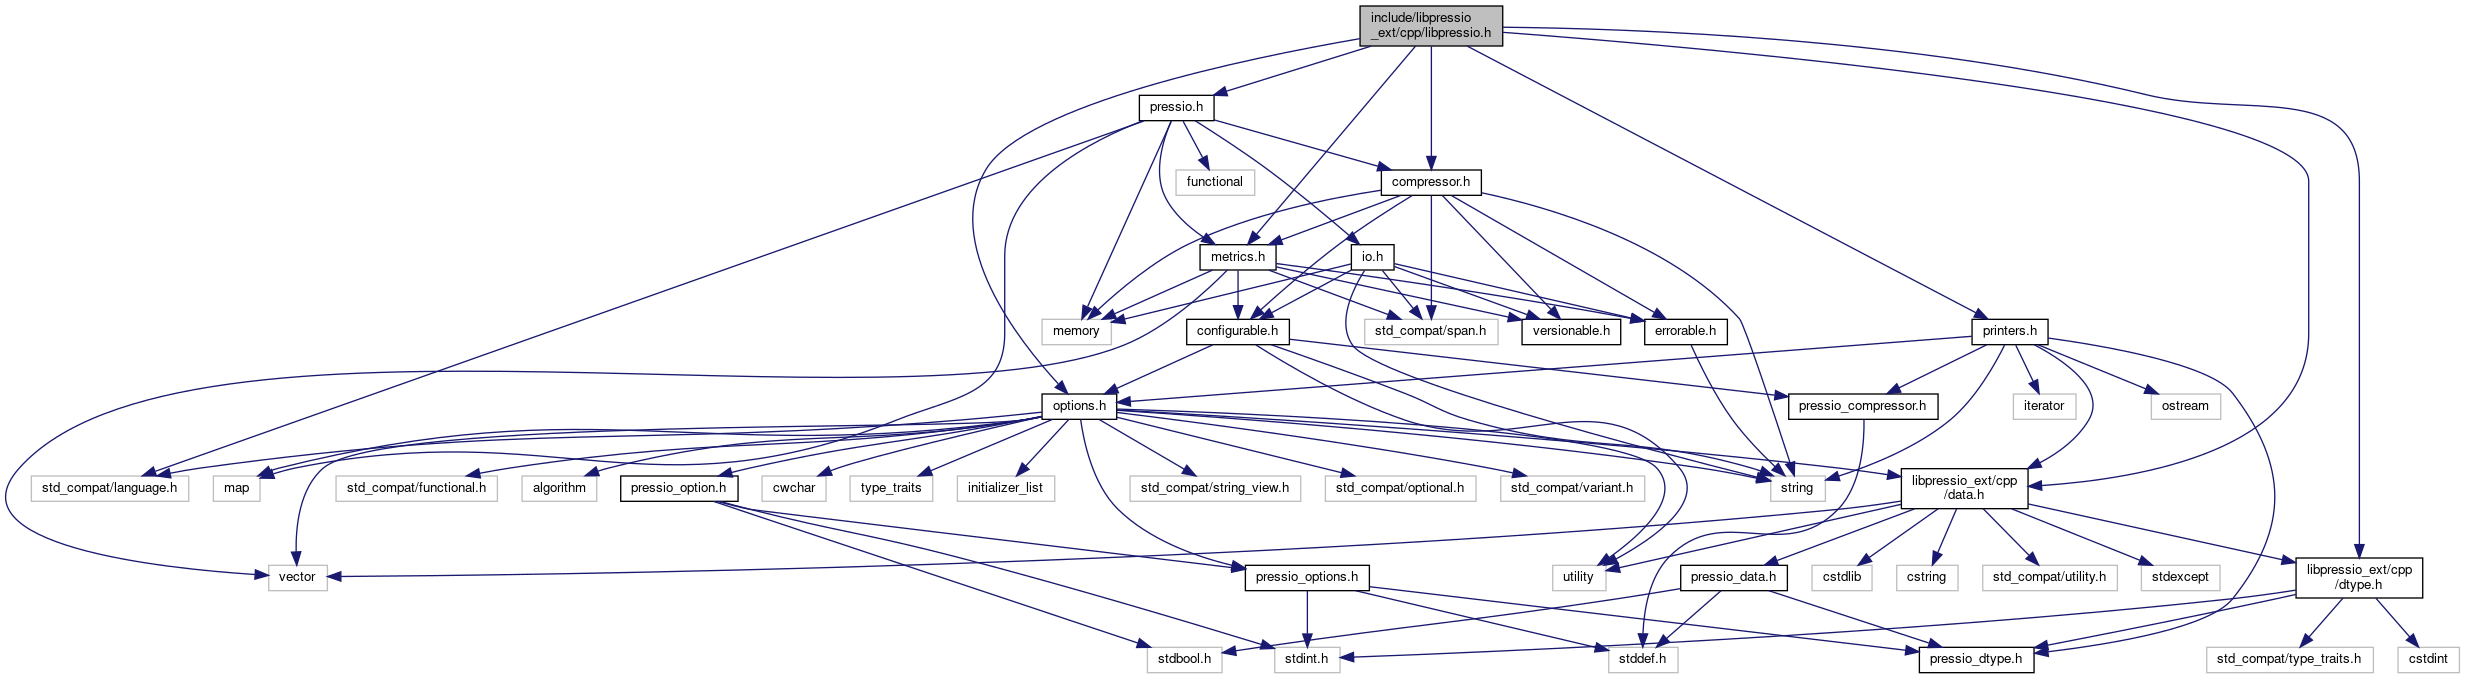 include/libpressio
_ext/cpp/libpressio.h
pressio.h
functional
compressor.h
metrics.h
io.h
memory
configurable.h
std_compat/span.h
versionable.h
errorable.h
printers.h
options.h
pressio_compressor.h
iterator
ostream
std_compat/language.h
map
std_compat/functional.h
algorithm
pressio_option.h
cwchar
type_traits
initializer_list
std_compat/string_view.h
std_compat/optional.h
std_compat/variant.h
string
libpressio_ext/cpp
/data.h
vector
pressio_options.h
utility
pressio_data.h
cstdlib
cstring
std_compat/utility.h
stdexcept
libpressio_ext/cpp
/dtype.h
stdbool.h
stdint.h
stddef.h
pressio_dtype.h
std_compat/type_traits.h
cstdint